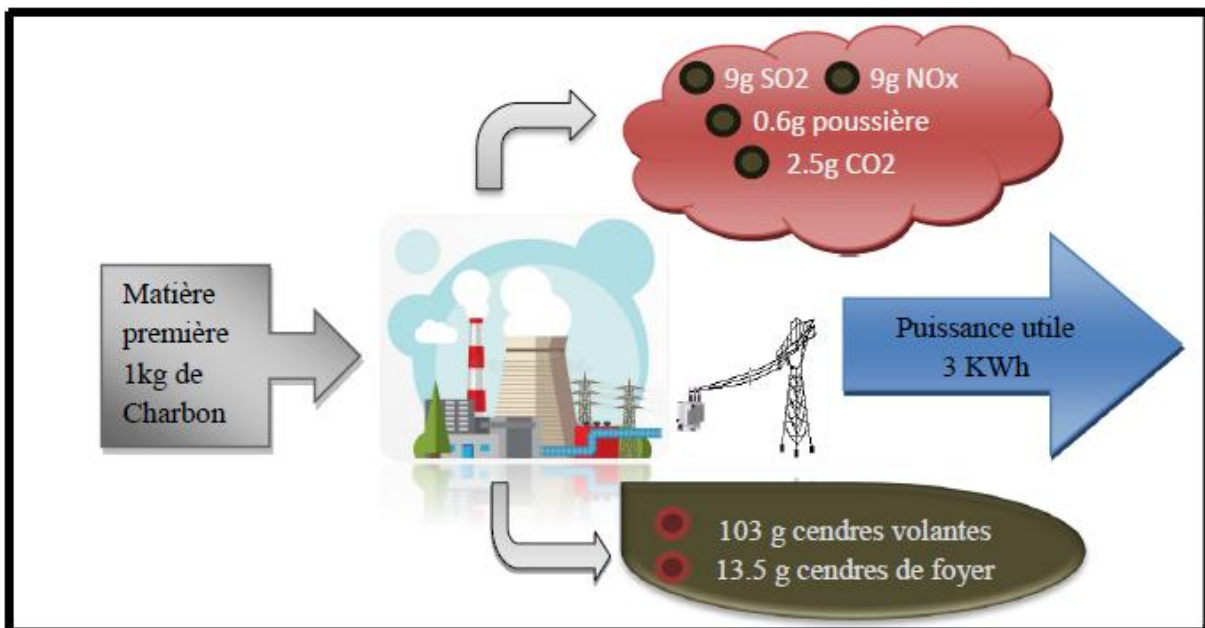 9g SO2 9g NOx
0.6g poussière
2.5g CO2
Matière
première
1kg de
Charbon
Puissance utile
3 KWh
103 g cendres volantes
13.5 g cendres de foyer